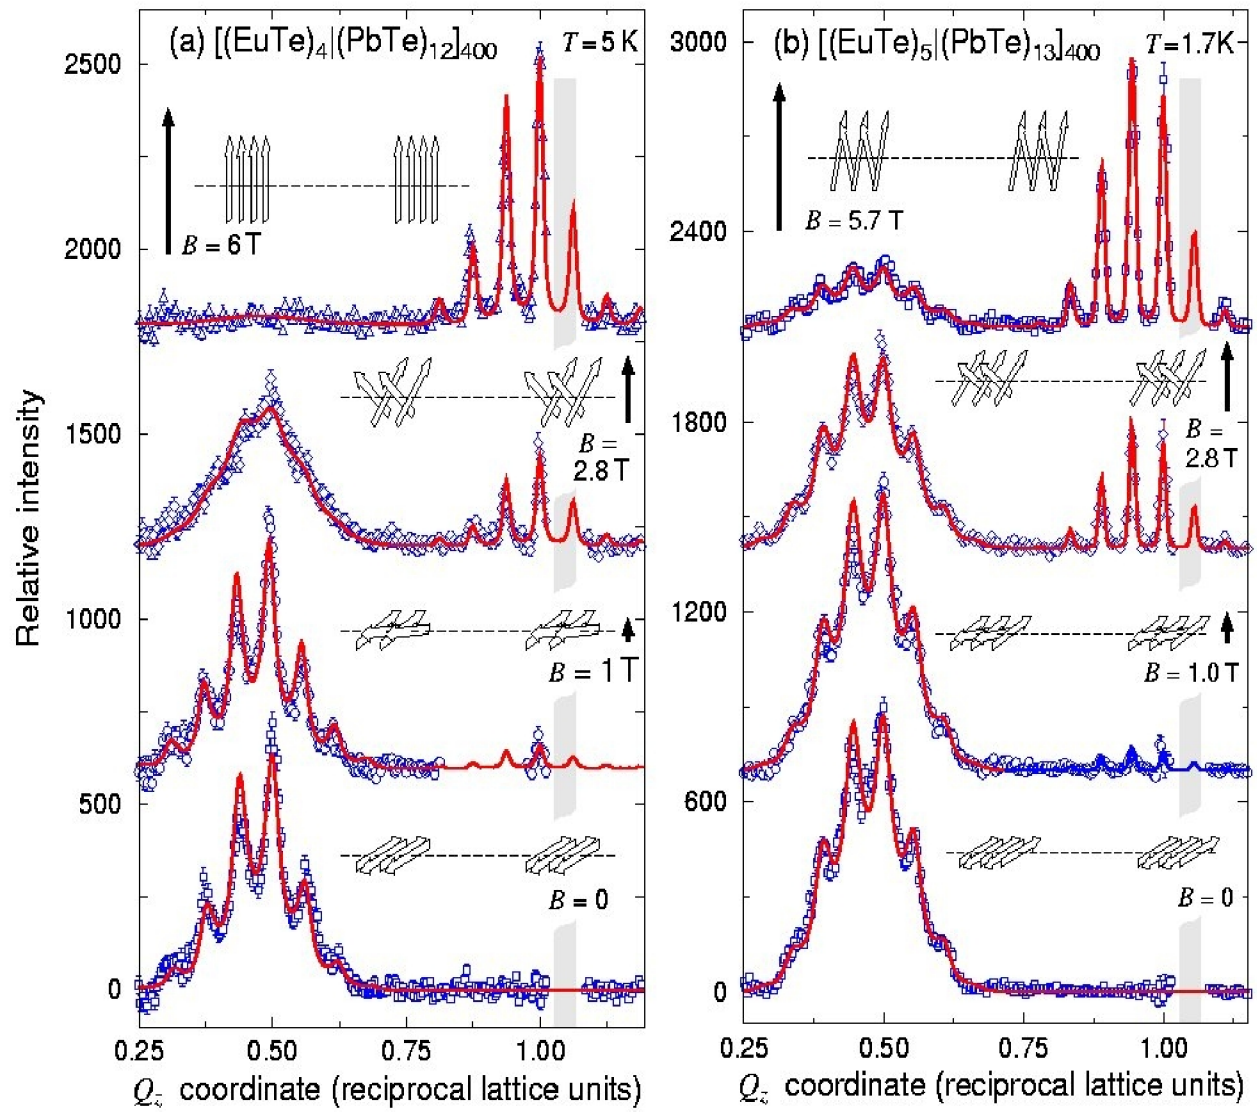 Relative intensity
(a) [(EuTe)₄|(PbTe)₁₂]₄₀₀ T = 5 K
2500
2000
1500
1000
500
0
B = 6 T
B =
2.8 T
B = 1 T
B = 0
0.25 0.50 0.75 1.00
Q_z coordinate (reciprocal lattice units)
(b) [(EuTe)₅|(PbTe)₁₃]₄₀₀ T = 1.7K
3000
2400
1800
1200
600
0
B = 5.7 T
B =
2.8 T
B = 1.0 T
B = 0
0.25 0.50 0.75 1.00
Q_z coordinate (reciprocal lattice units)